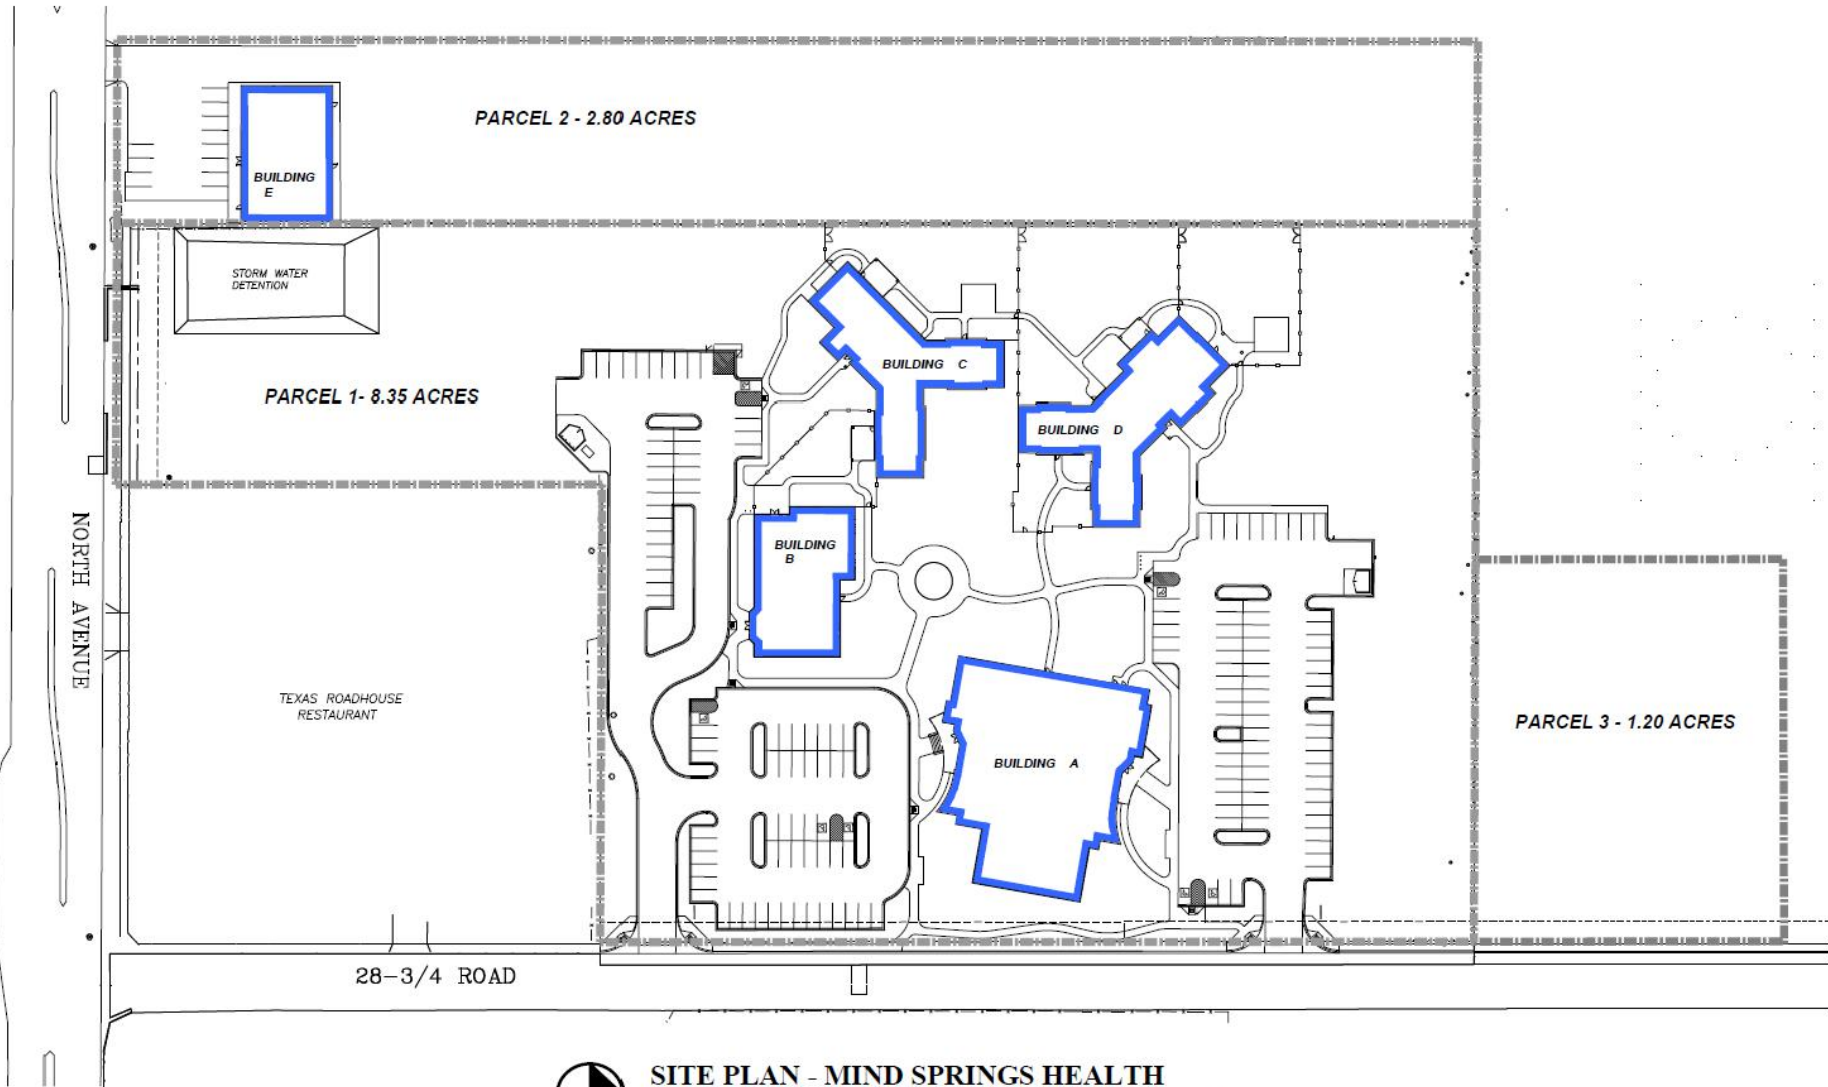 PARCEL 2 - 2.80 ACRES
BUILDING
E
STORM WATER
DETENTION
PARCEL 1- 8.35 ACRES
BUILDING C
BUILDING D
BUILDING
B
NORTH AVENUE
TEXAS ROADHOUSE
RESTAURANT
PARCEL 3 - 1.20 ACRES
BUILDING A
28-3/4 ROAD
SITE PLAN - MIND SPRINGS HEALTH